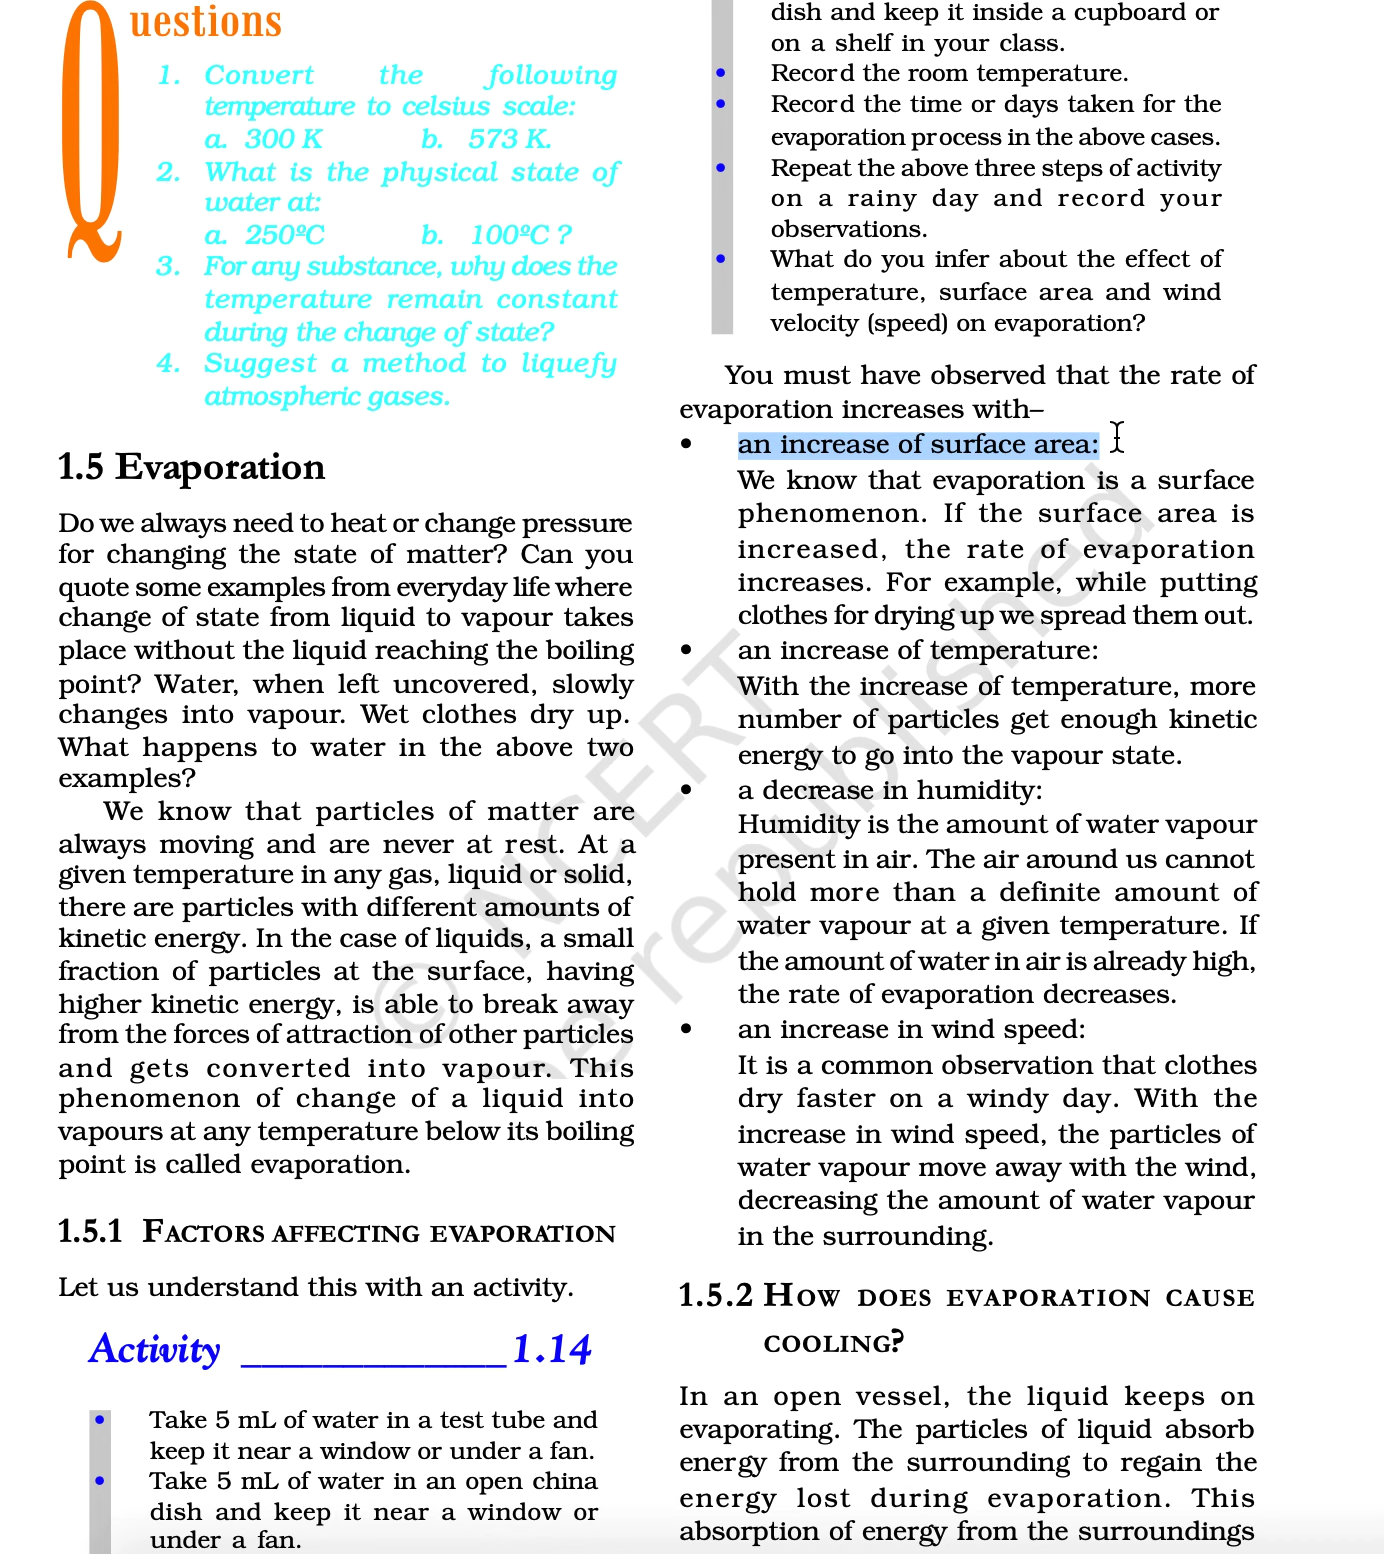 Questions
1. Convert the following
temperature to celsius scale:
a. 300 K b. 573 K.
2. What is the physical state of
water at:
a. 250ºC b. 100ºC ?
3. For any substance, why does the
temperature remain constant
during the change of state?
4. Suggest a method to liquefy
atmospheric gases.
1.5 Evaporation
Do we always need to heat or change pressure
for changing the state of matter? Can you
quote some examples from everyday life where
change of state from liquid to vapour takes
place without the liquid reaching the boiling
point? Water, when left uncovered, slowly
changes into vapour. Wet clothes dry up.
What happens to water in the above two
examples?
We know that particles of matter are
always moving and are never at rest. At a
given temperature in any gas, liquid or solid,
there are particles with different amounts of
kinetic energy. In the case of liquids, a small
fraction of particles at the surface, having
higher kinetic energy, is able to break away
from the forces of attraction of other particles
and gets converted into vapour. This
phenomenon of change of a liquid into
vapours at any temperature below its boiling
point is called evaporation.
1.5.1 FACTORS AFFECTING EVAPORATION
Let us understand this with an activity.
Activity ______________ 1.14
• Take 5 mL of water in a test tube and
keep it near a window or under a fan.
• Take 5 mL of water in an open china
dish and keep it near a window or
under a fan.
dish and keep it inside a cupboard or
on a shelf in your class.
• Record the room temperature.
• Record the time or days taken for the
evaporation process in the above cases.
• Repeat the above three steps of activity
on a rainy day and record your
observations.
• What do you infer about the effect of
temperature, surface area and wind
velocity (speed) on evaporation?
You must have observed that the rate of
evaporation increases with–
• an increase of surface area:
We know that evaporation is a surface
phenomenon. If the surface area is
increased, the rate of evaporation
increases. For example, while putting
clothes for drying up we spread them out.
• an increase of temperature:
With the increase of temperature, more
number of particles get enough kinetic
energy to go into the vapour state.
• a decrease in humidity:
Humidity is the amount of water vapour
present in air. The air around us cannot
hold more than a definite amount of
water vapour at a given temperature. If
the amount of water in air is already high,
the rate of evaporation decreases.
• an increase in wind speed:
It is a common observation that clothes
dry faster on a windy day. With the
increase in wind speed, the particles of
water vapour move away with the wind,
decreasing the amount of water vapour
in the surrounding.
1.5.2 HOW DOES EVAPORATION CAUSE
COOLING?
In an open vessel, the liquid keeps on
evaporating. The particles of liquid absorb
energy from the surrounding to regain the
energy lost during evaporation. This
absorption of energy from the surroundings
© NCERT
republished